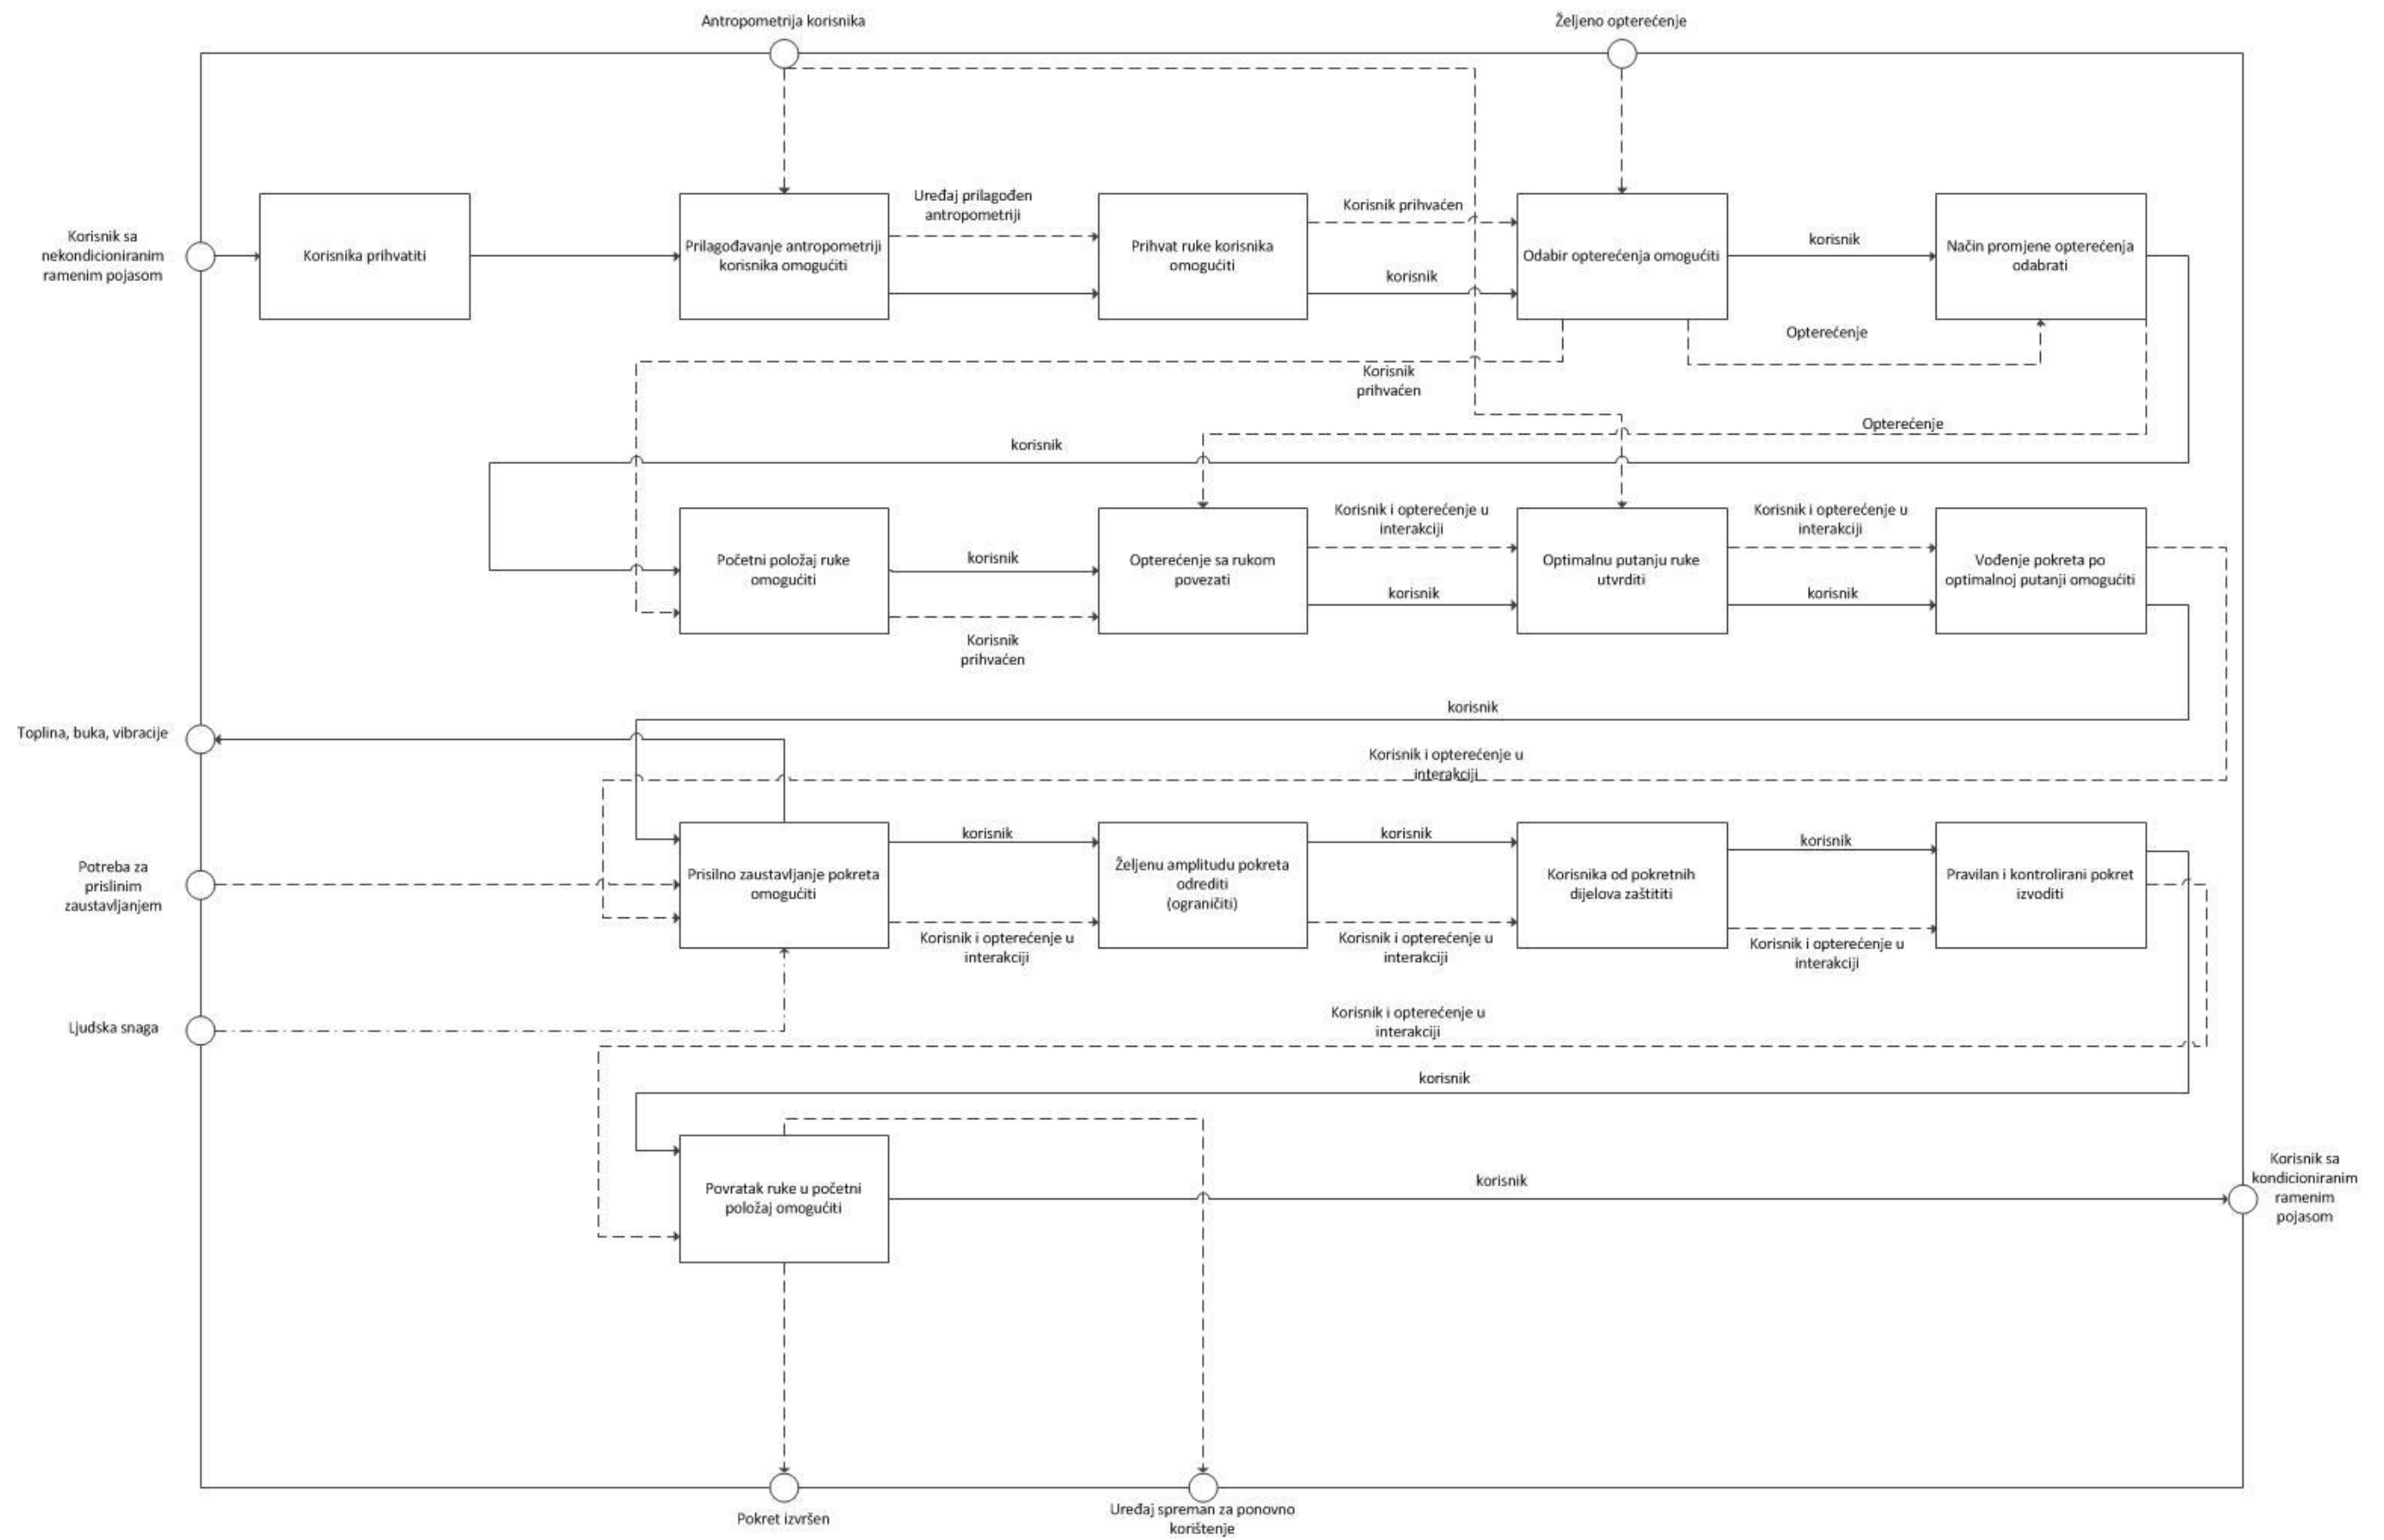 Antropometrija korisnika
Željeno opterećenje
Korisnik sa
nekondicioniranim
ramenim pojasom
Korisnika prihvatiti
Prilagođavanje antropometriji
korisnika omogućiti
Uređaj prilagođen
antropometriji
Prihvat ruke korisnika
omogućiti
Korisnik prihvaćen
korisnik
Odabir opterećenja omogućiti
korisnik
Opterećenje
Način promjene opterećenja
odabrati
Korisnik
prihvaćen
Opterećenje
korisnik
Početni položaj ruke
omogućiti
korisnik
Korisnik
prihvaćen
Opterećenje sa rukom
povezati
Korisnik i opterećenje u
interakciji
korisnik
Optimalnu putanju ruke
utvrditi
Korisnik i opterećenje u
interakciji
korisnik
Vođenje pokreta po
optimalnoj putanji omogućiti
korisnik
Toplina, buka, vibracije
Korisnik i opterećenje u
interakciji
Potreba za
prislinim
zaustavljanjem
Prisilno zaustavljanje pokreta
omogućiti
korisnik
Korisnik i opterećenje u
interakciji
Željenu amplitudu pokreta
odrediti
(ograničiti)
korisnik
Korisnik i opterećenje u
interakciji
Korisnika od pokretnih
dijelova zaštititi
korisnik
Korisnik i opterećenje u
interakciji
Pravilan i kontrolirani pokret
izvoditi
Ljudska snaga
Korisnik i opterećenje u
interakciji
korisnik
Povratak ruke u početni
položaj omogućiti
korisnik
Korisnik sa
kondicioniranim
ramenim
pojasom
Pokret izvršen
Uređaj spreman za ponovno
korištenje